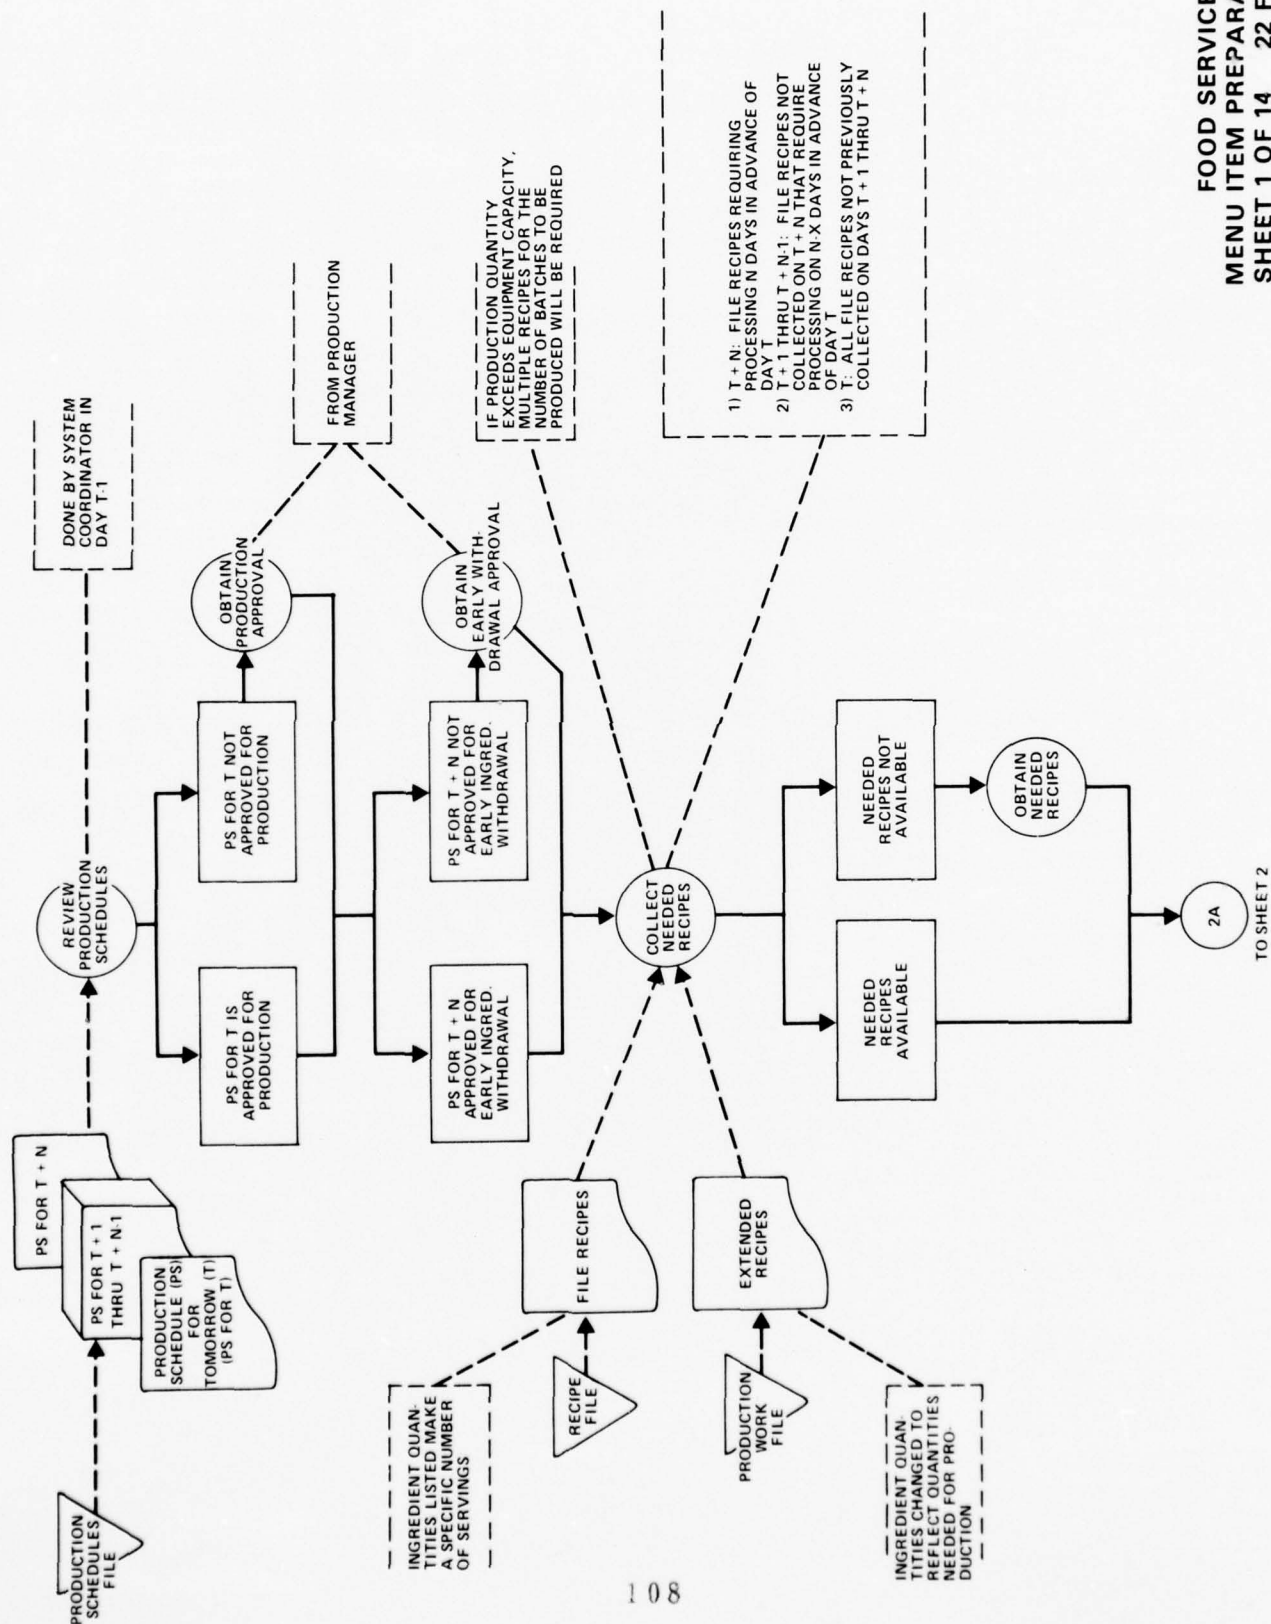 PRODUCTION
SCHEDULES
FILE
PS FOR T + N
PS FOR T + 1
THRU T + N-1
PRODUCTION
SCHEDULE (PS)
FOR
TOMORROW (T)
(PS FOR T)
REVIEW
PRODUCTION
SCHEDULES
DONE BY SYSTEM
COORDINATOR IN
DAY T-1
PS FOR T IS
APPROVED FOR
PRODUCTION
PS FOR T NOT
APPROVED FOR
PRODUCTION
OBTAIN
PRODUCTION
APPROVAL
FROM PRODUCTION
MANAGER
PS FOR T + N
APPROVED FOR
EARLY INGRED.
WITHDRAWAL
PS FOR T + N NOT
APPROVED FOR
EARLY INGRED.
WITHDRAWAL
OBTAIN
EARLY WITH-
DRAWAL APPROVAL
INGREDIENT QUAN-
TITIES LISTED MAKE
A SPECIFIC NUMBER
OF SERVINGS
RECIPE
FILE
FILE RECIPES
IF PRODUCTION QUANTITY
EXCEEDS EQUIPMENT CAPACITY,
MULTIPLE RECIPES FOR THE
NUMBER OF BATCHES TO BE
PRODUCED WILL BE REQUIRED
COLLECT
NEEDED
RECIPES
PRODUCTION
WORK
FILE
EXTENDED
RECIPES
1) T + N: FILE RECIPES REQUIRING
PROCESSING N DAYS IN ADVANCE OF
DAY T
2) T + 1 THRU T + N-1: FILE RECIPES NOT
COLLECTED ON T + N THAT REQUIRE
PROCESSING ON N-X DAYS IN ADVANCE
OF DAY T
3) T: ALL FILE RECIPES NOT PREVIOUSLY
COLLECTED ON DAYS T + 1 THRU T + N
INGREDIENT QUAN-
TITIES CHANGED TO
REFLECT QUANTITIES
NEEDED FOR PRO-
DUCTION
NEEDED
RECIPES
AVAILABLE
NEEDED
RECIPES NOT
AVAILABLE
OBTAIN
NEEDED
RECIPES
2A
TO SHEET 2
FOOD SERVICE
MENU ITEM PREPARA
SHEET 1 OF 14 22
108